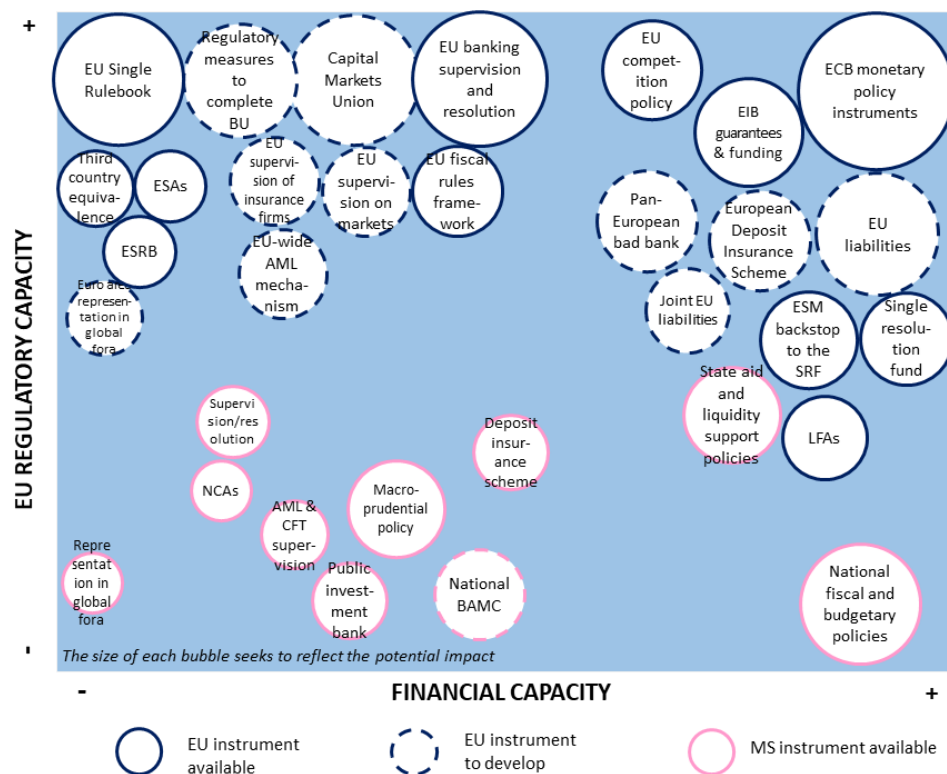 +
EU REGULATORY CAPACITY
-
EU Single
Rulebook
Regulatory
measures
to
complete
BU
Capital
Markets
Union
EU banking
supervision
and
resolution
EU
compet-
ition
policy
EIB
guarantees
& funding
ECB monetary
policy
instruments
Third
country
equiva-
lence
ESAs
EU
supervi-
sion of
insurance
firms
EU
supervi-
sion on
markets
EU fiscal
rules
frame-
work
Pan-
European
bad bank
European
Deposit
Insurance
Scheme
EU
liabilities
ESRB
EU-wide
AML
mecha-
nism
Euro area
represen-
tation in
global
fora
Joint EU
liabilities
ESM
backstop
to the
SRF
Single
resolu-
tion
fund
State aid
and
liquidity
support
policies
LFAs
Supervi
sion/res
olution
Deposit
insur-
ance
scheme
NCAs
AML &
CFT
super-
vision
Macro-
prudential
policy
Repre
sentat
ion in
global
fora
Public
invest-
ment
bank
National
BAMC
National
fiscal and
budgetary
policies
The size of each bubble seeks to reflect the potential impact
-
FINANCIAL CAPACITY
+
EU instrument
available
EU instrument
to develop
MS instrument available